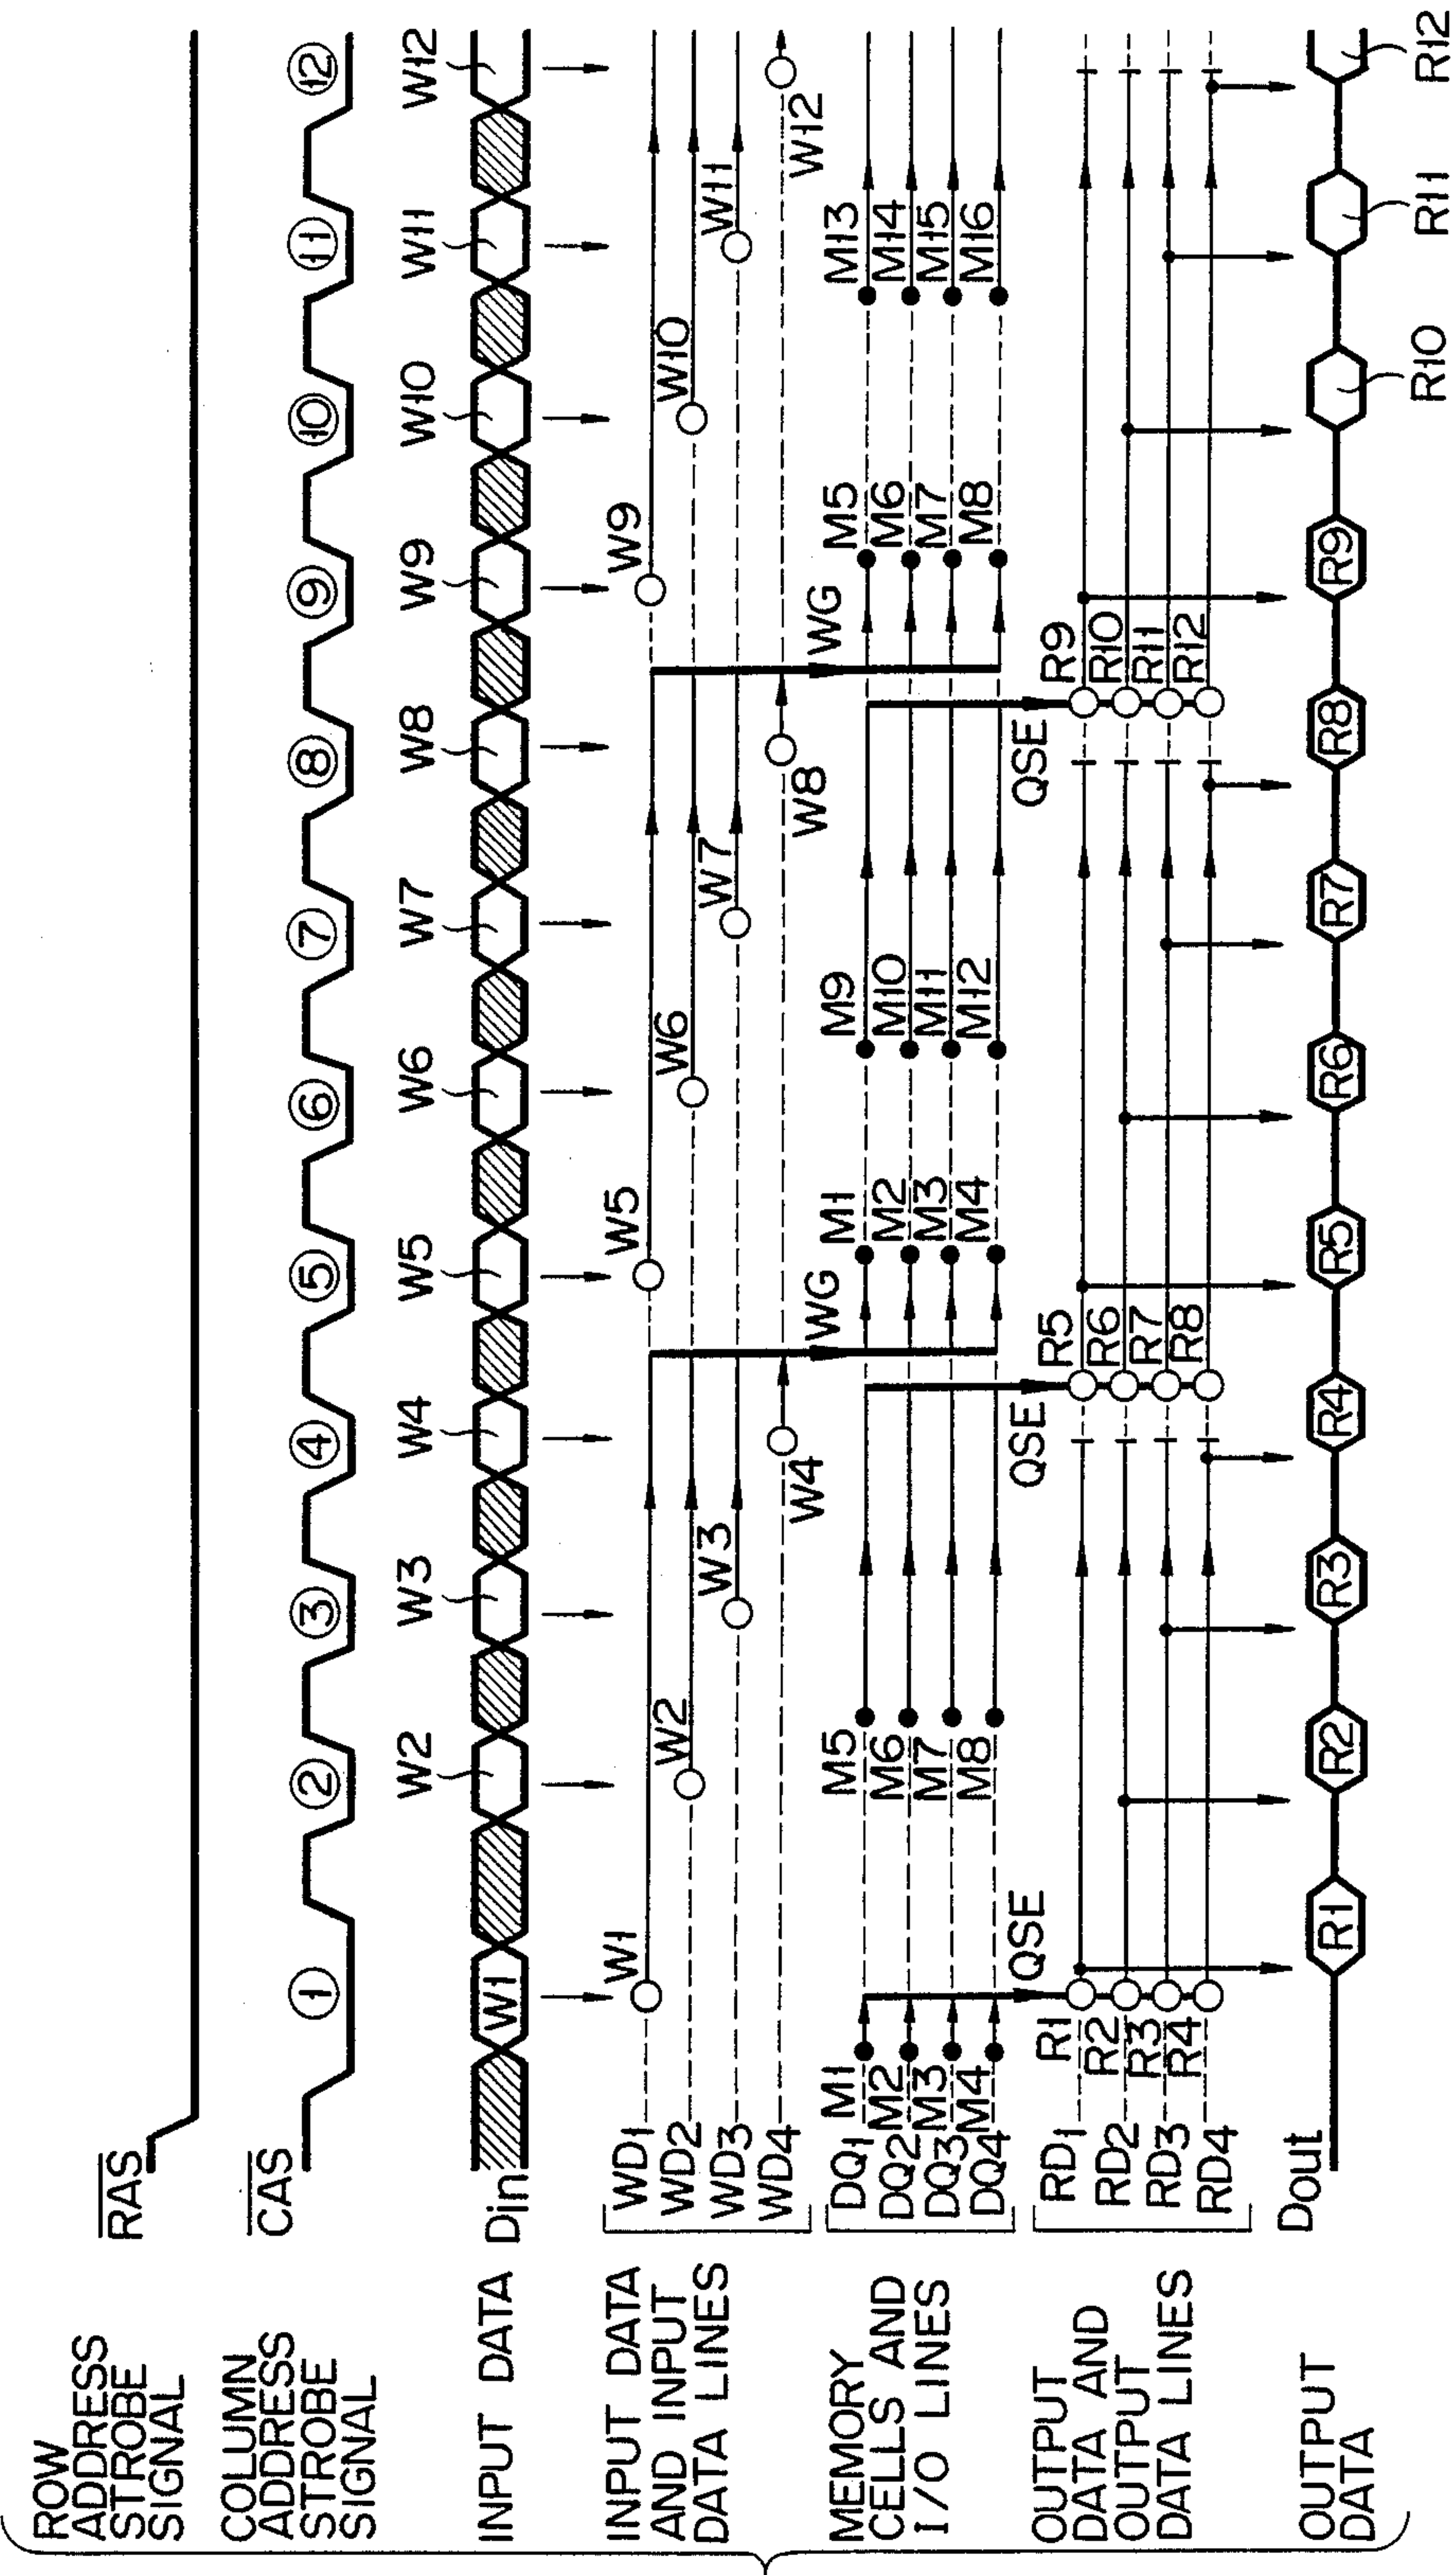 ROW
ADDRESS
STROBE
SIGNAL
RAS
COLUMN
ADDRESS
STROBE
SIGNAL
CAS
① ② ③ ④ ⑤ ⑥ ⑦ ⑧ ⑨ ⑩ ⑪ ⑫
INPUT DATA Din
W1 W2 W3 W4 W5 W6 W7 W8 W9 W10 W11 W12
INPUT DATA
AND INPUT
DATA LINES
WD1 W1 W5 W9
WD2 W2 W6 W10
WD3 W3 W7 W11
WD4 W4 W8 W12
WG WG
MEMORY
CELLS AND
I/O LINES
DQ1 M1 M5 M1 M9 M5 M13
DQ2 M2 M6 M2 M10 M6 M14
DQ3 M3 M7 M3 M11 M7 M15
DQ4 M4 M8 M4 M12 M8 M16
QSE QSE QSE
OUTPUT
DATA AND
OUTPUT
DATA LINES
RD1 R1 R5 R9
RD2 R2 R6 R10
RD3 R3 R7 R11
RD4 R4 R8 R12
OUTPUT
DATA
Dout
R1 R2 R3 R4 R5 R6 R7 R8 R9 R10 R11 R12